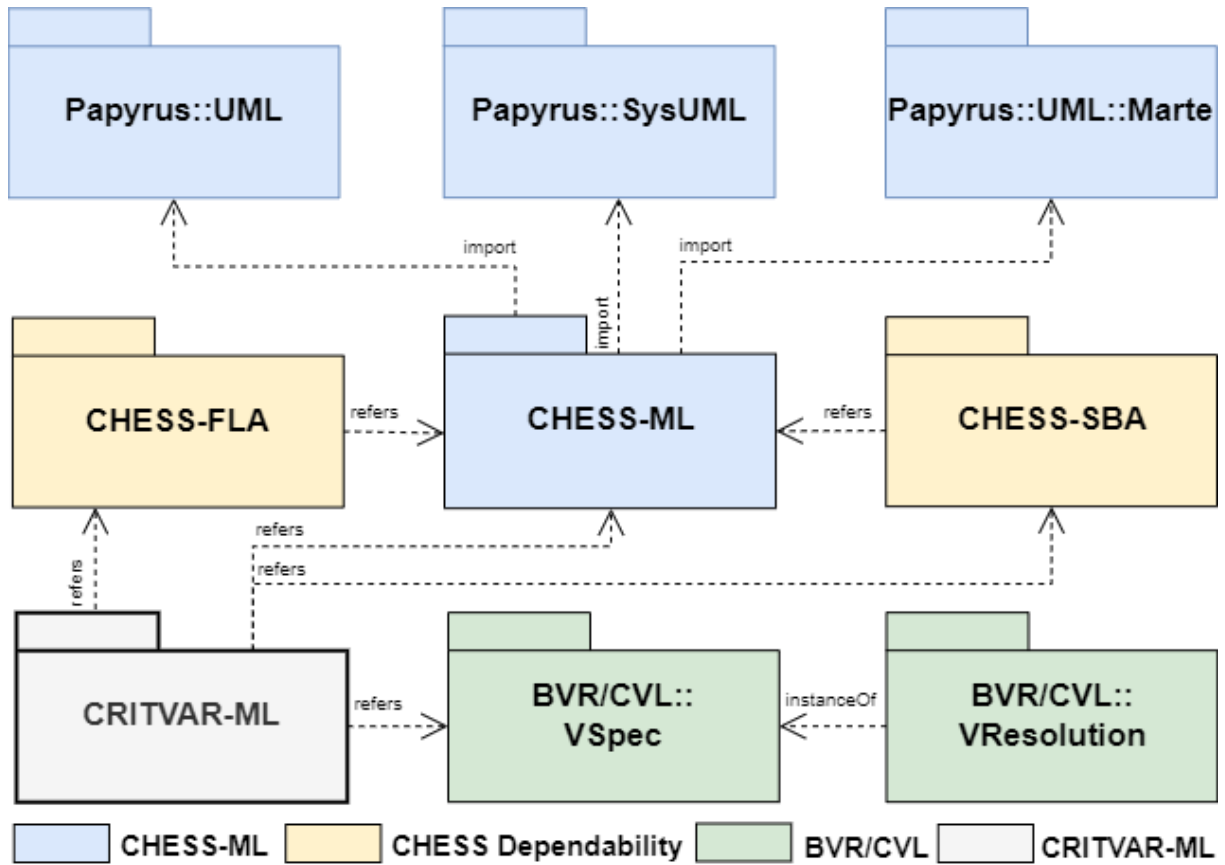 Papyrus::UML
Papyrus::SysUML
Papyrus::UML::Marte
import
import
import
CHESS-FLA
refers
CHESS-ML
refers
CHESS-SBA
refers
refers
refers
CRITVAR-ML
refers
BVR/CVL::
VSpec
instanceOf
BVR/CVL::
VResolution
CHESS-ML
CHESS Dependability
BVR/CVL
CRITVAR-ML